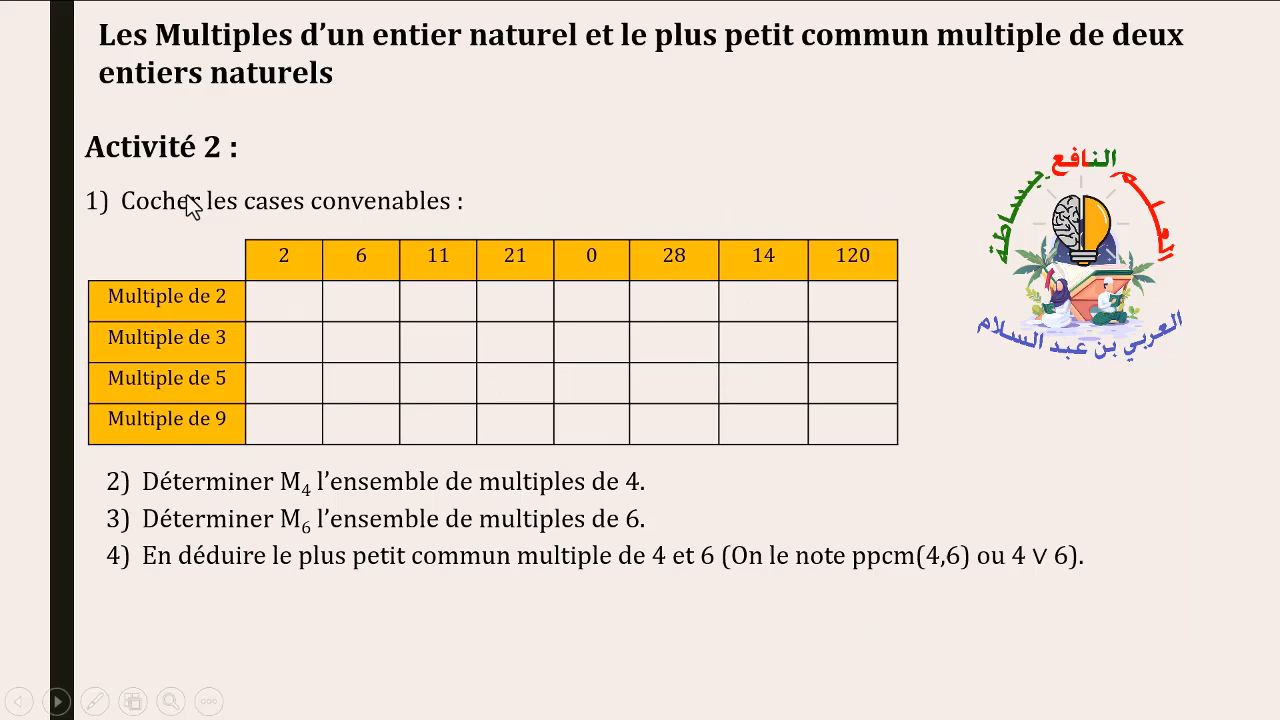 Les Multiples d’un entier naturel et le plus petit commun multiple de deux
entiers naturels
Activité 2 :
1) Cocher les cases convenables :
2 6 11 21 0 28 14 120
Multiple de 2
Multiple de 3
Multiple de 5
Multiple de 9
2) Déterminer M₄ l’ensemble de multiples de 4.
3) Déterminer M₆ l’ensemble de multiples de 6.
4) En déduire le plus petit commun multiple de 4 et 6 (On le note ppcm(4,6) ou 4 ∨ 6).
العلم النافع ببساطة
العربي بن عبد السلام